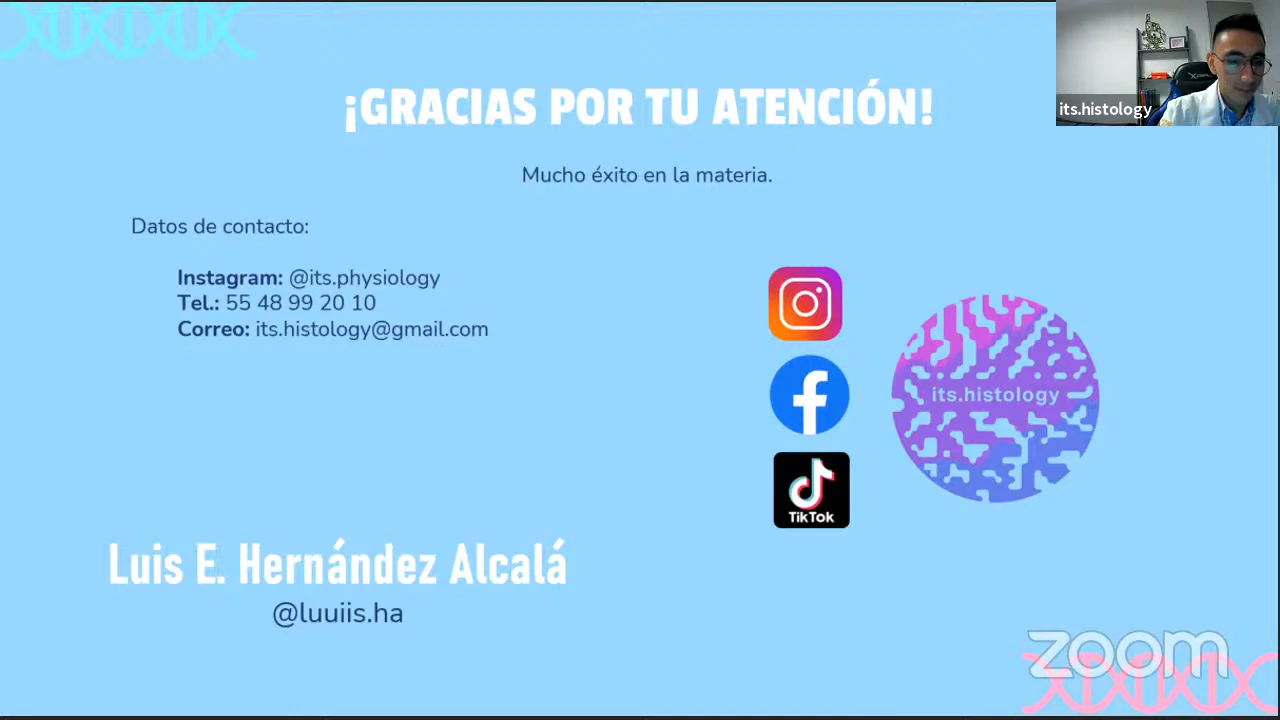 ¡GRACIAS POR TU ATENCIÓN!
its.histology
Mucho éxito en la materia.
Datos de contacto:
Instagram: @its.physiology
Tel.: 55 48 99 20 10
Correo: its.histology@gmail.com
its.histology
TikTok
Luis E. Hernández Alcalá
@luuiis.ha
zoom